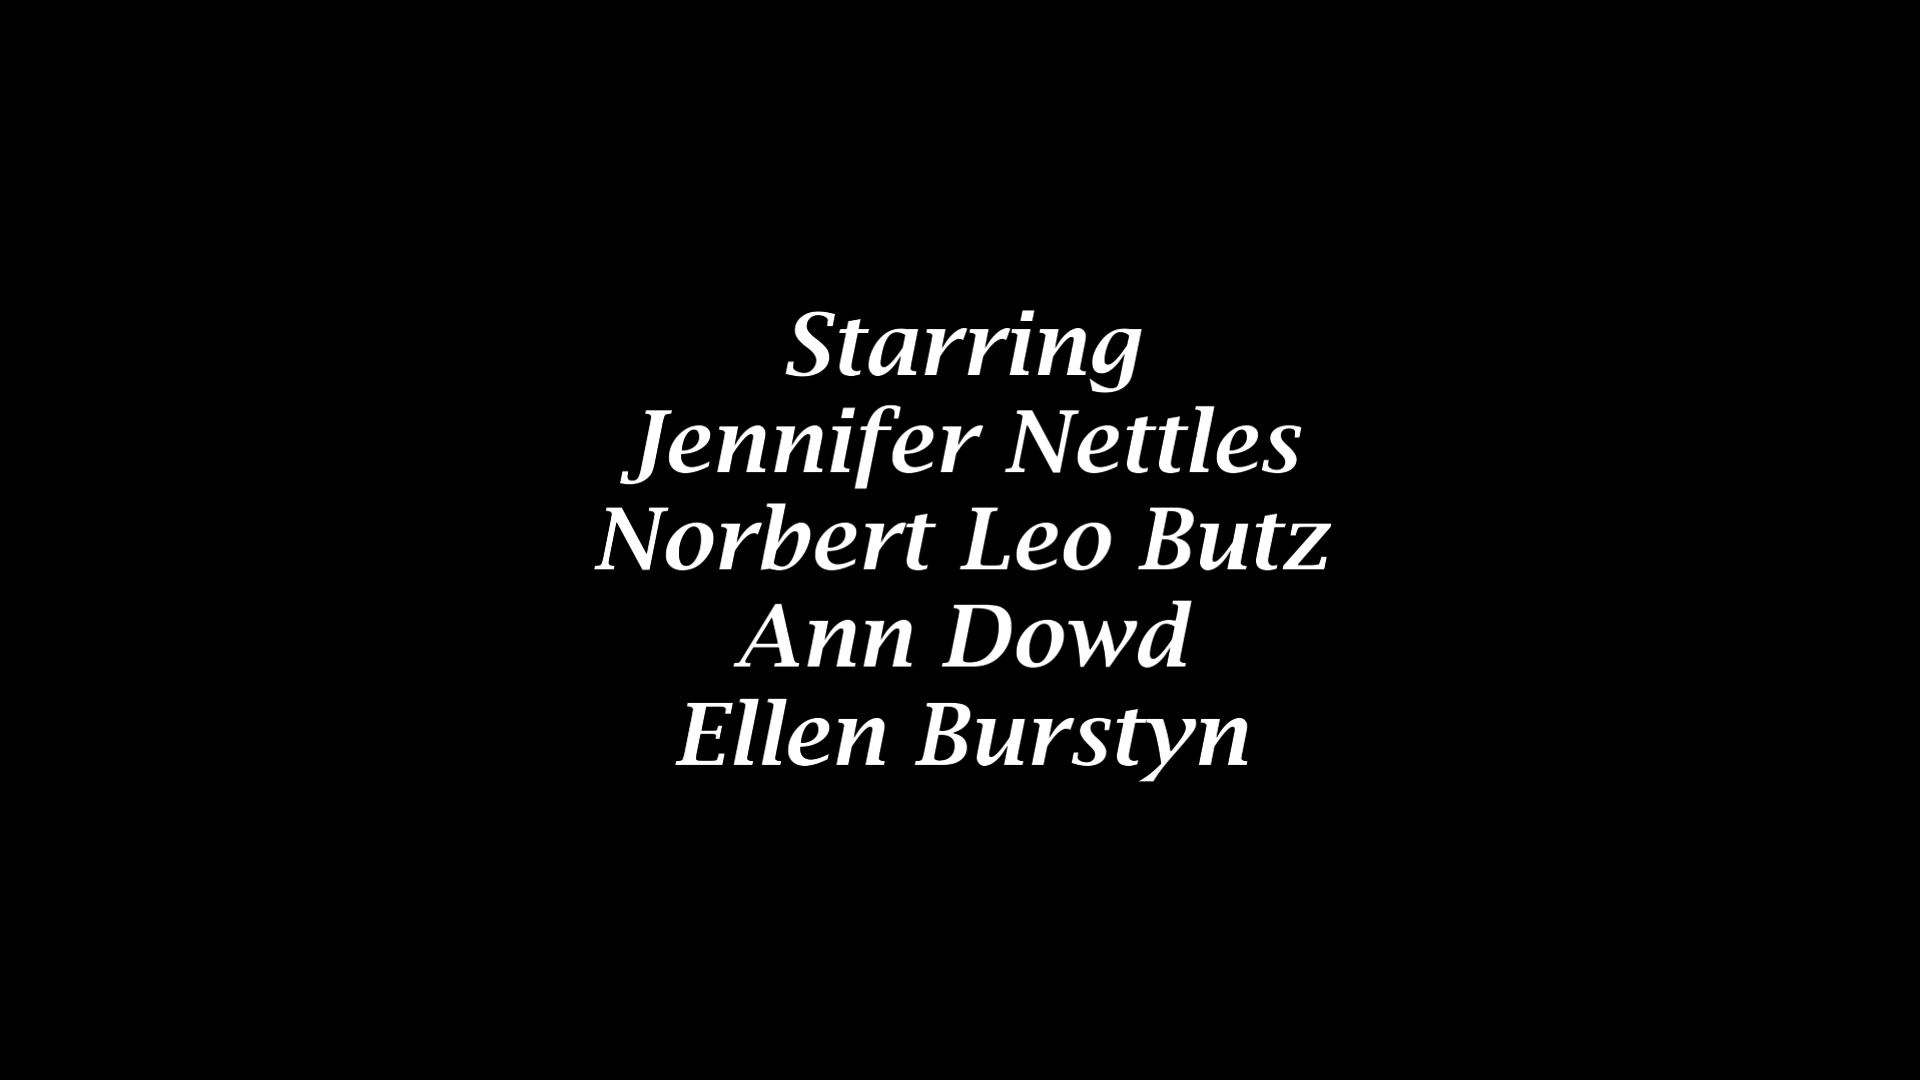 Starring
Jennifer Nettles
Norbert Leo Butz
Ann Dowd
Ellen Burstyn